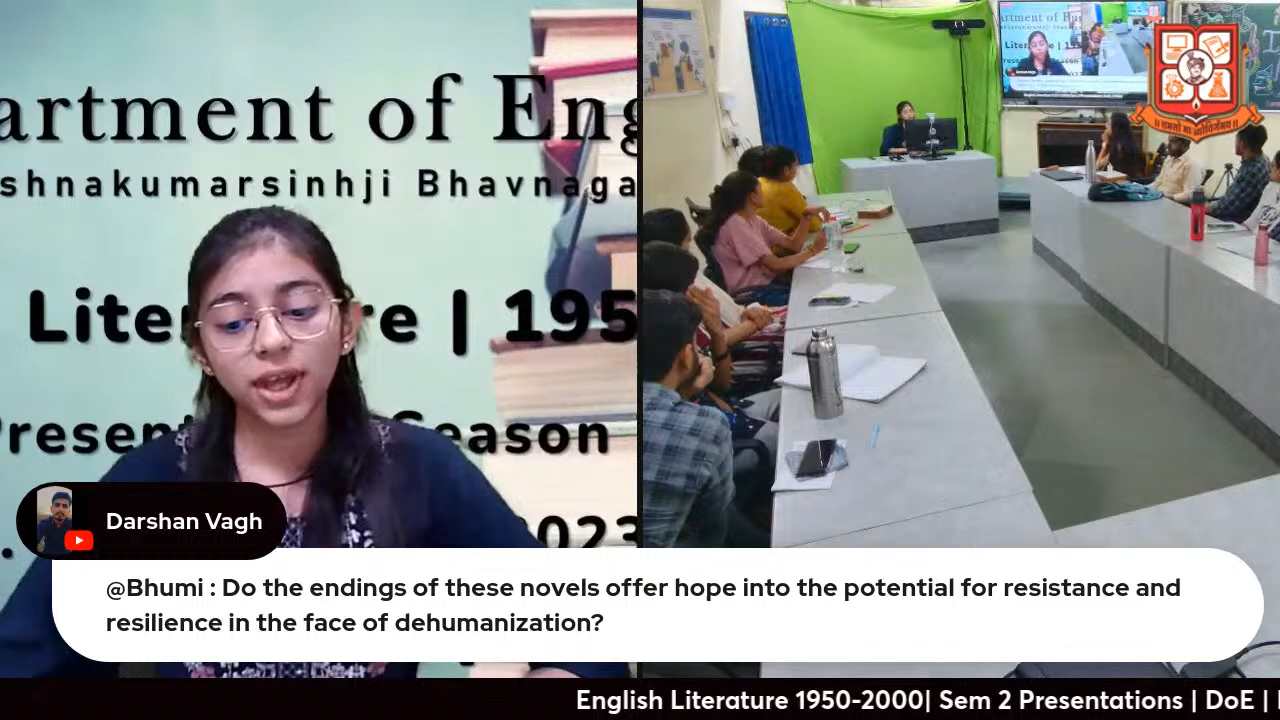 artment of Eng
shnakumarsinhji Bhavnaga
Lite re | 195
Presen Season
2023
Darshan Vagh
@Bhumi : Do the endings of these novels offer hope into the potential for resistance and
resilience in the face of dehumanization?
English Literature 1950-2000| Sem 2 Presentations | DoE |